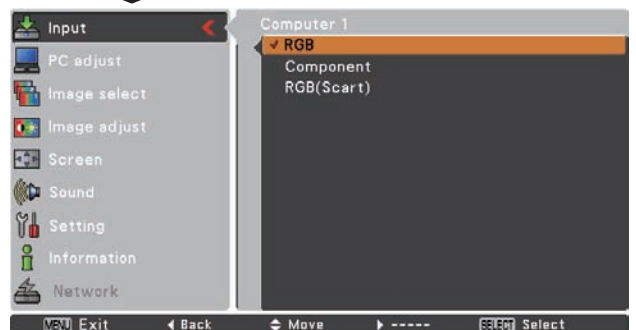 Input
PC adjust
Image select
Image adjust
Screen
Sound
Setting
Information
Network
Computer 1
RGB
Component
RGB(Scart)
MENU Exit ◀ Back Move ▶ ----- SELECT Select